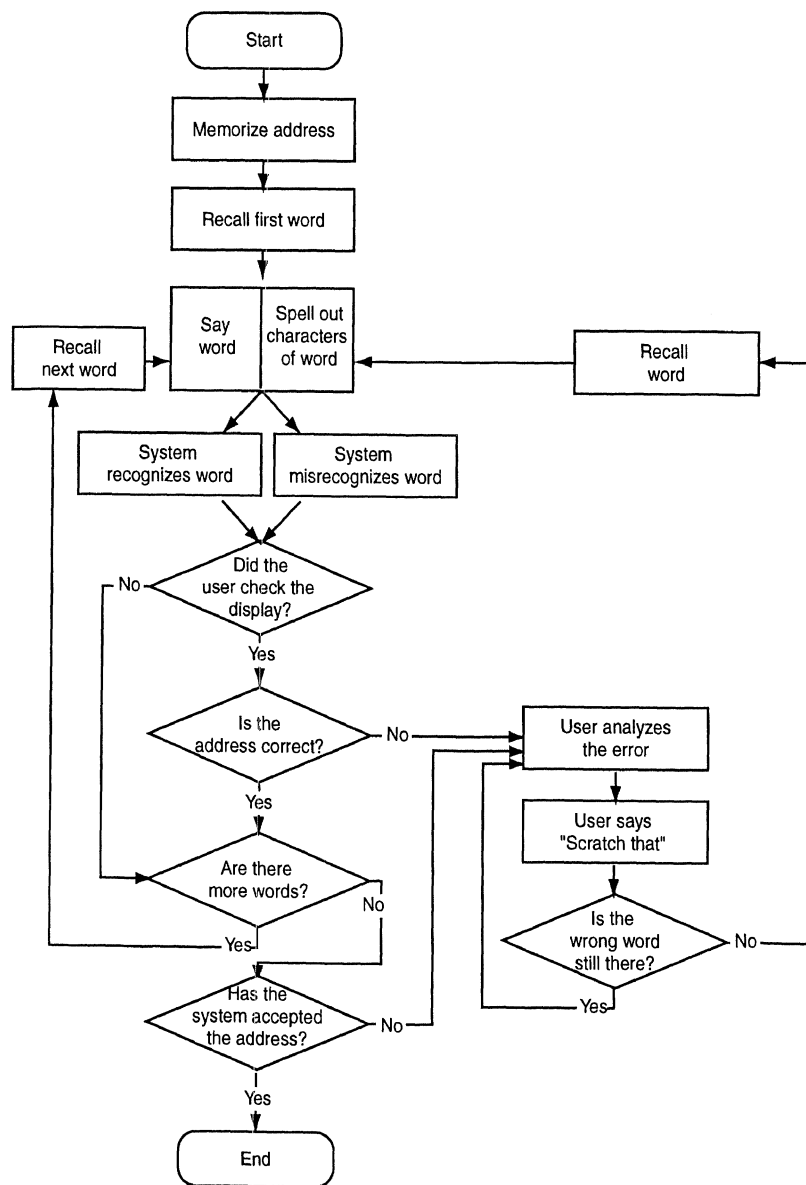 Start
Memorize address
Recall first word
Say
word
Spell out
characters
of word
Recall
next word
Recall
word
System
recognizes word
System
misrecognizes word
Did the
user check the
display?
No
Yes
Is the
address correct?
No
User analyzes
the error
Yes
User says
"Scratch that"
Are there
more words?
No
Is the
wrong word
still there?
No
Yes
Yes
Has the
system accepted
the address?
No
Yes
End